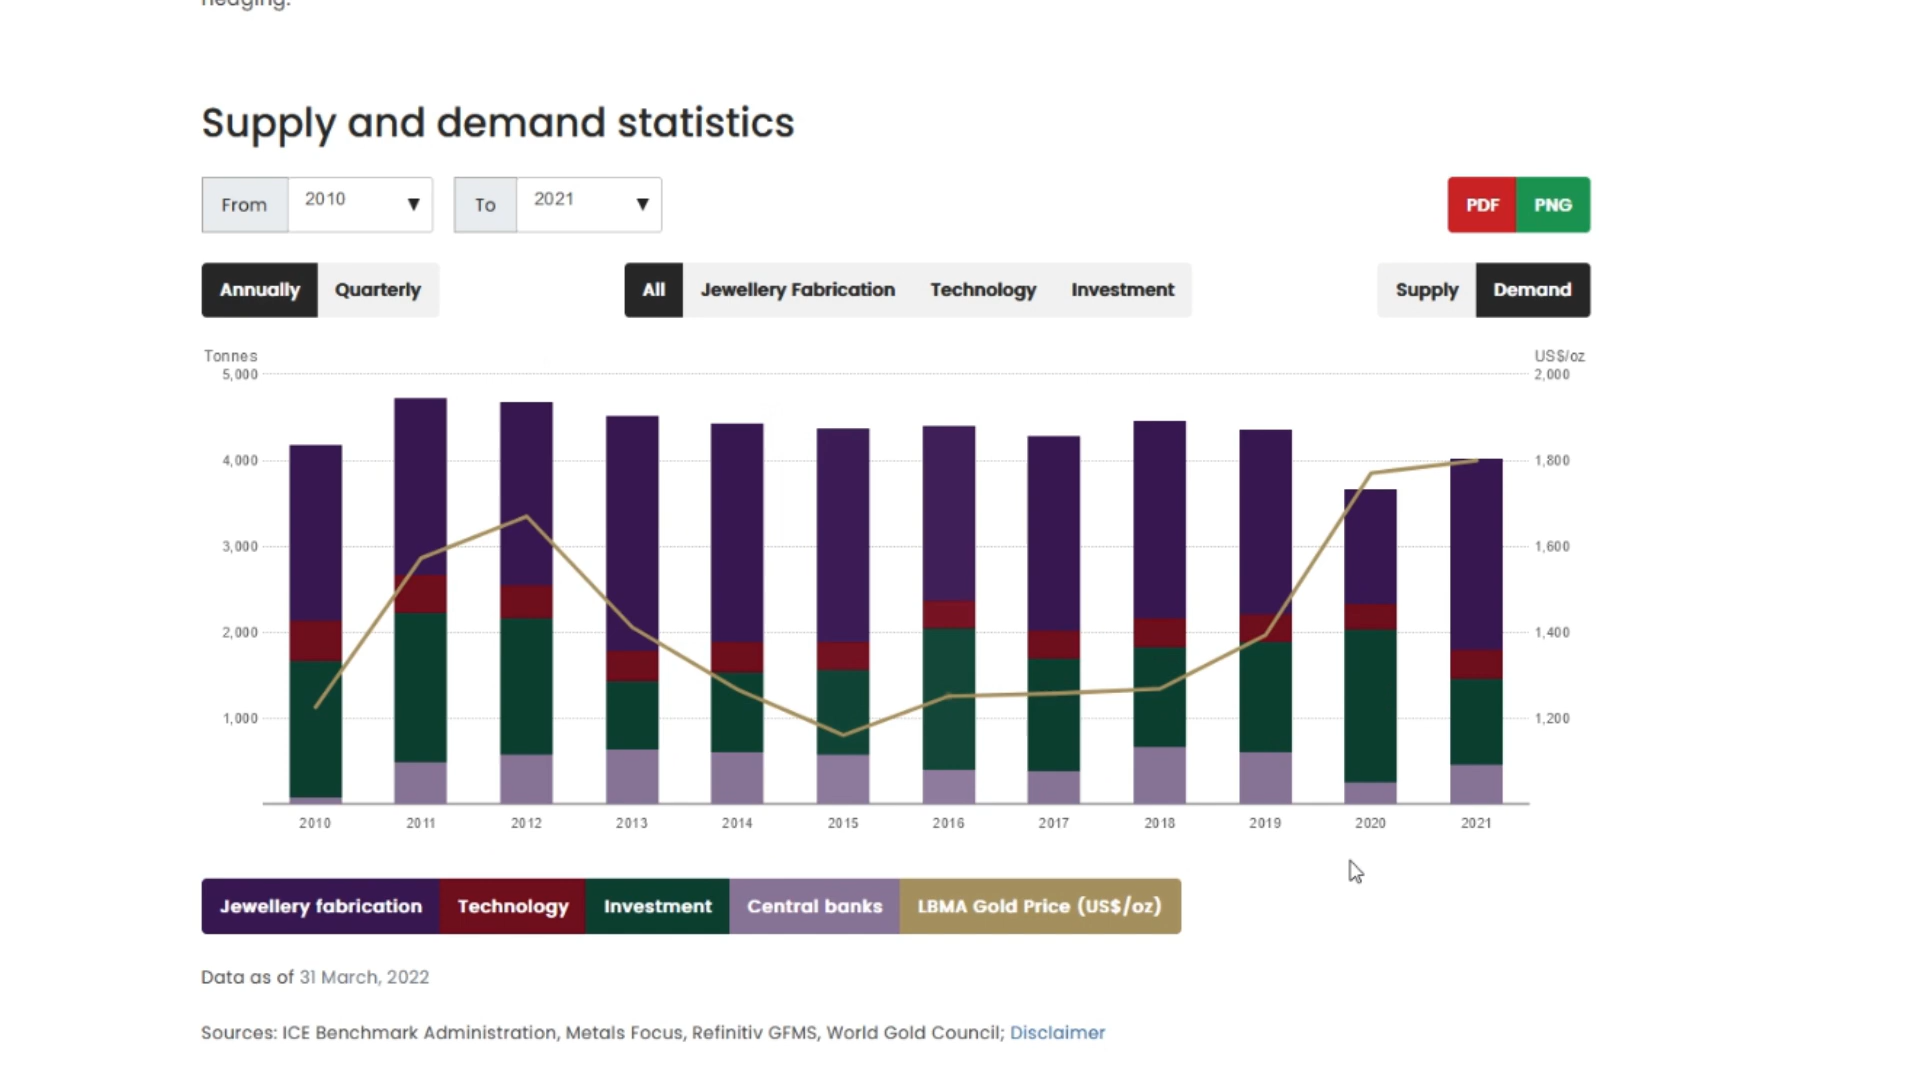 hedging.
Supply and demand statistics
From 2010 ▼ To 2021 ▼ PDF PNG
Annually Quarterly All Jewellery Fabrication Technology Investment Supply Demand
Tonnes US$/oz
5,000 2,000
4,000 1,800
3,000 1,600
2,000 1,400
1,000 1,200
2010 2011 2012 2013 2014 2015 2016 2017 2018 2019 2020 2021
Jewellery fabrication Technology Investment Central banks LBMA Gold Price (US$/oz)
Data as of 31 March, 2022
Sources: ICE Benchmark Administration, Metals Focus, Refinitiv GFMS, World Gold Council; Disclaimer